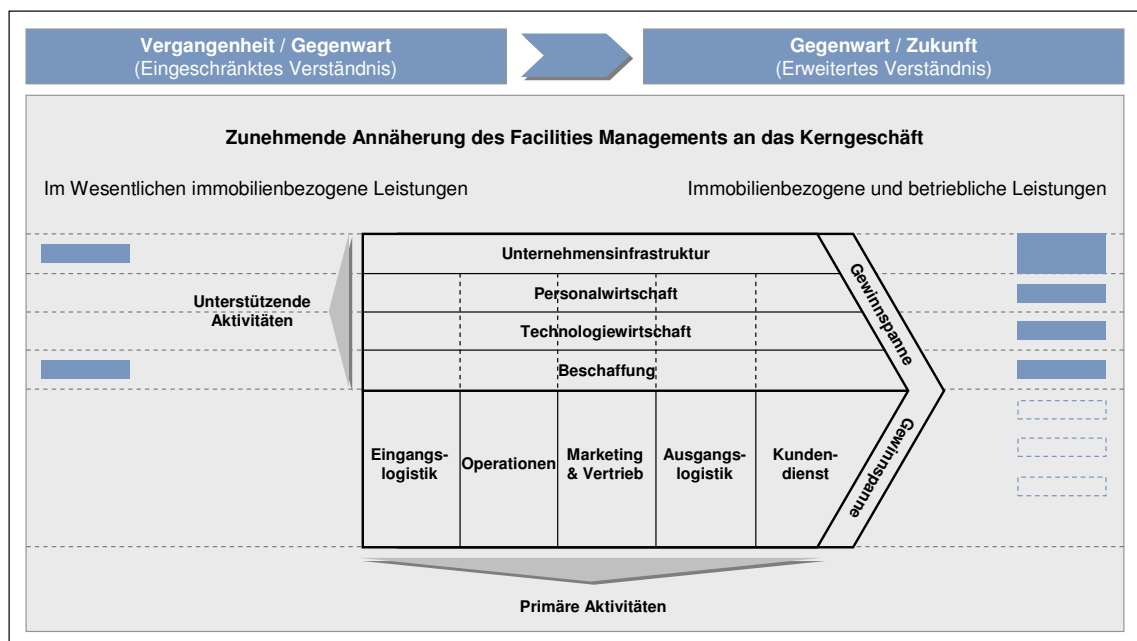 Vergangenheit / Gegenwart
(Eingeschränktes Verständnis)
Gegenwart / Zukunft
(Erweitertes Verständnis)
Zunehmende Annäherung des Facilities Managements an das Kerngeschäft
Im Wesentlichen immobilienbezogene Leistungen
Immobilienbezogene und betriebliche Leistungen
Unterstützende
Aktivitäten
Unternehmensinfrastruktur
Personalwirtschaft
Technologiewirtschaft
Beschaffung
Gewinnspanne
Eingangs-
logistik
Operationen
Marketing
& Vertrieb
Ausgangs-
logistik
Kunden-
dienst
Gewinnspanne
Primäre Aktivitäten